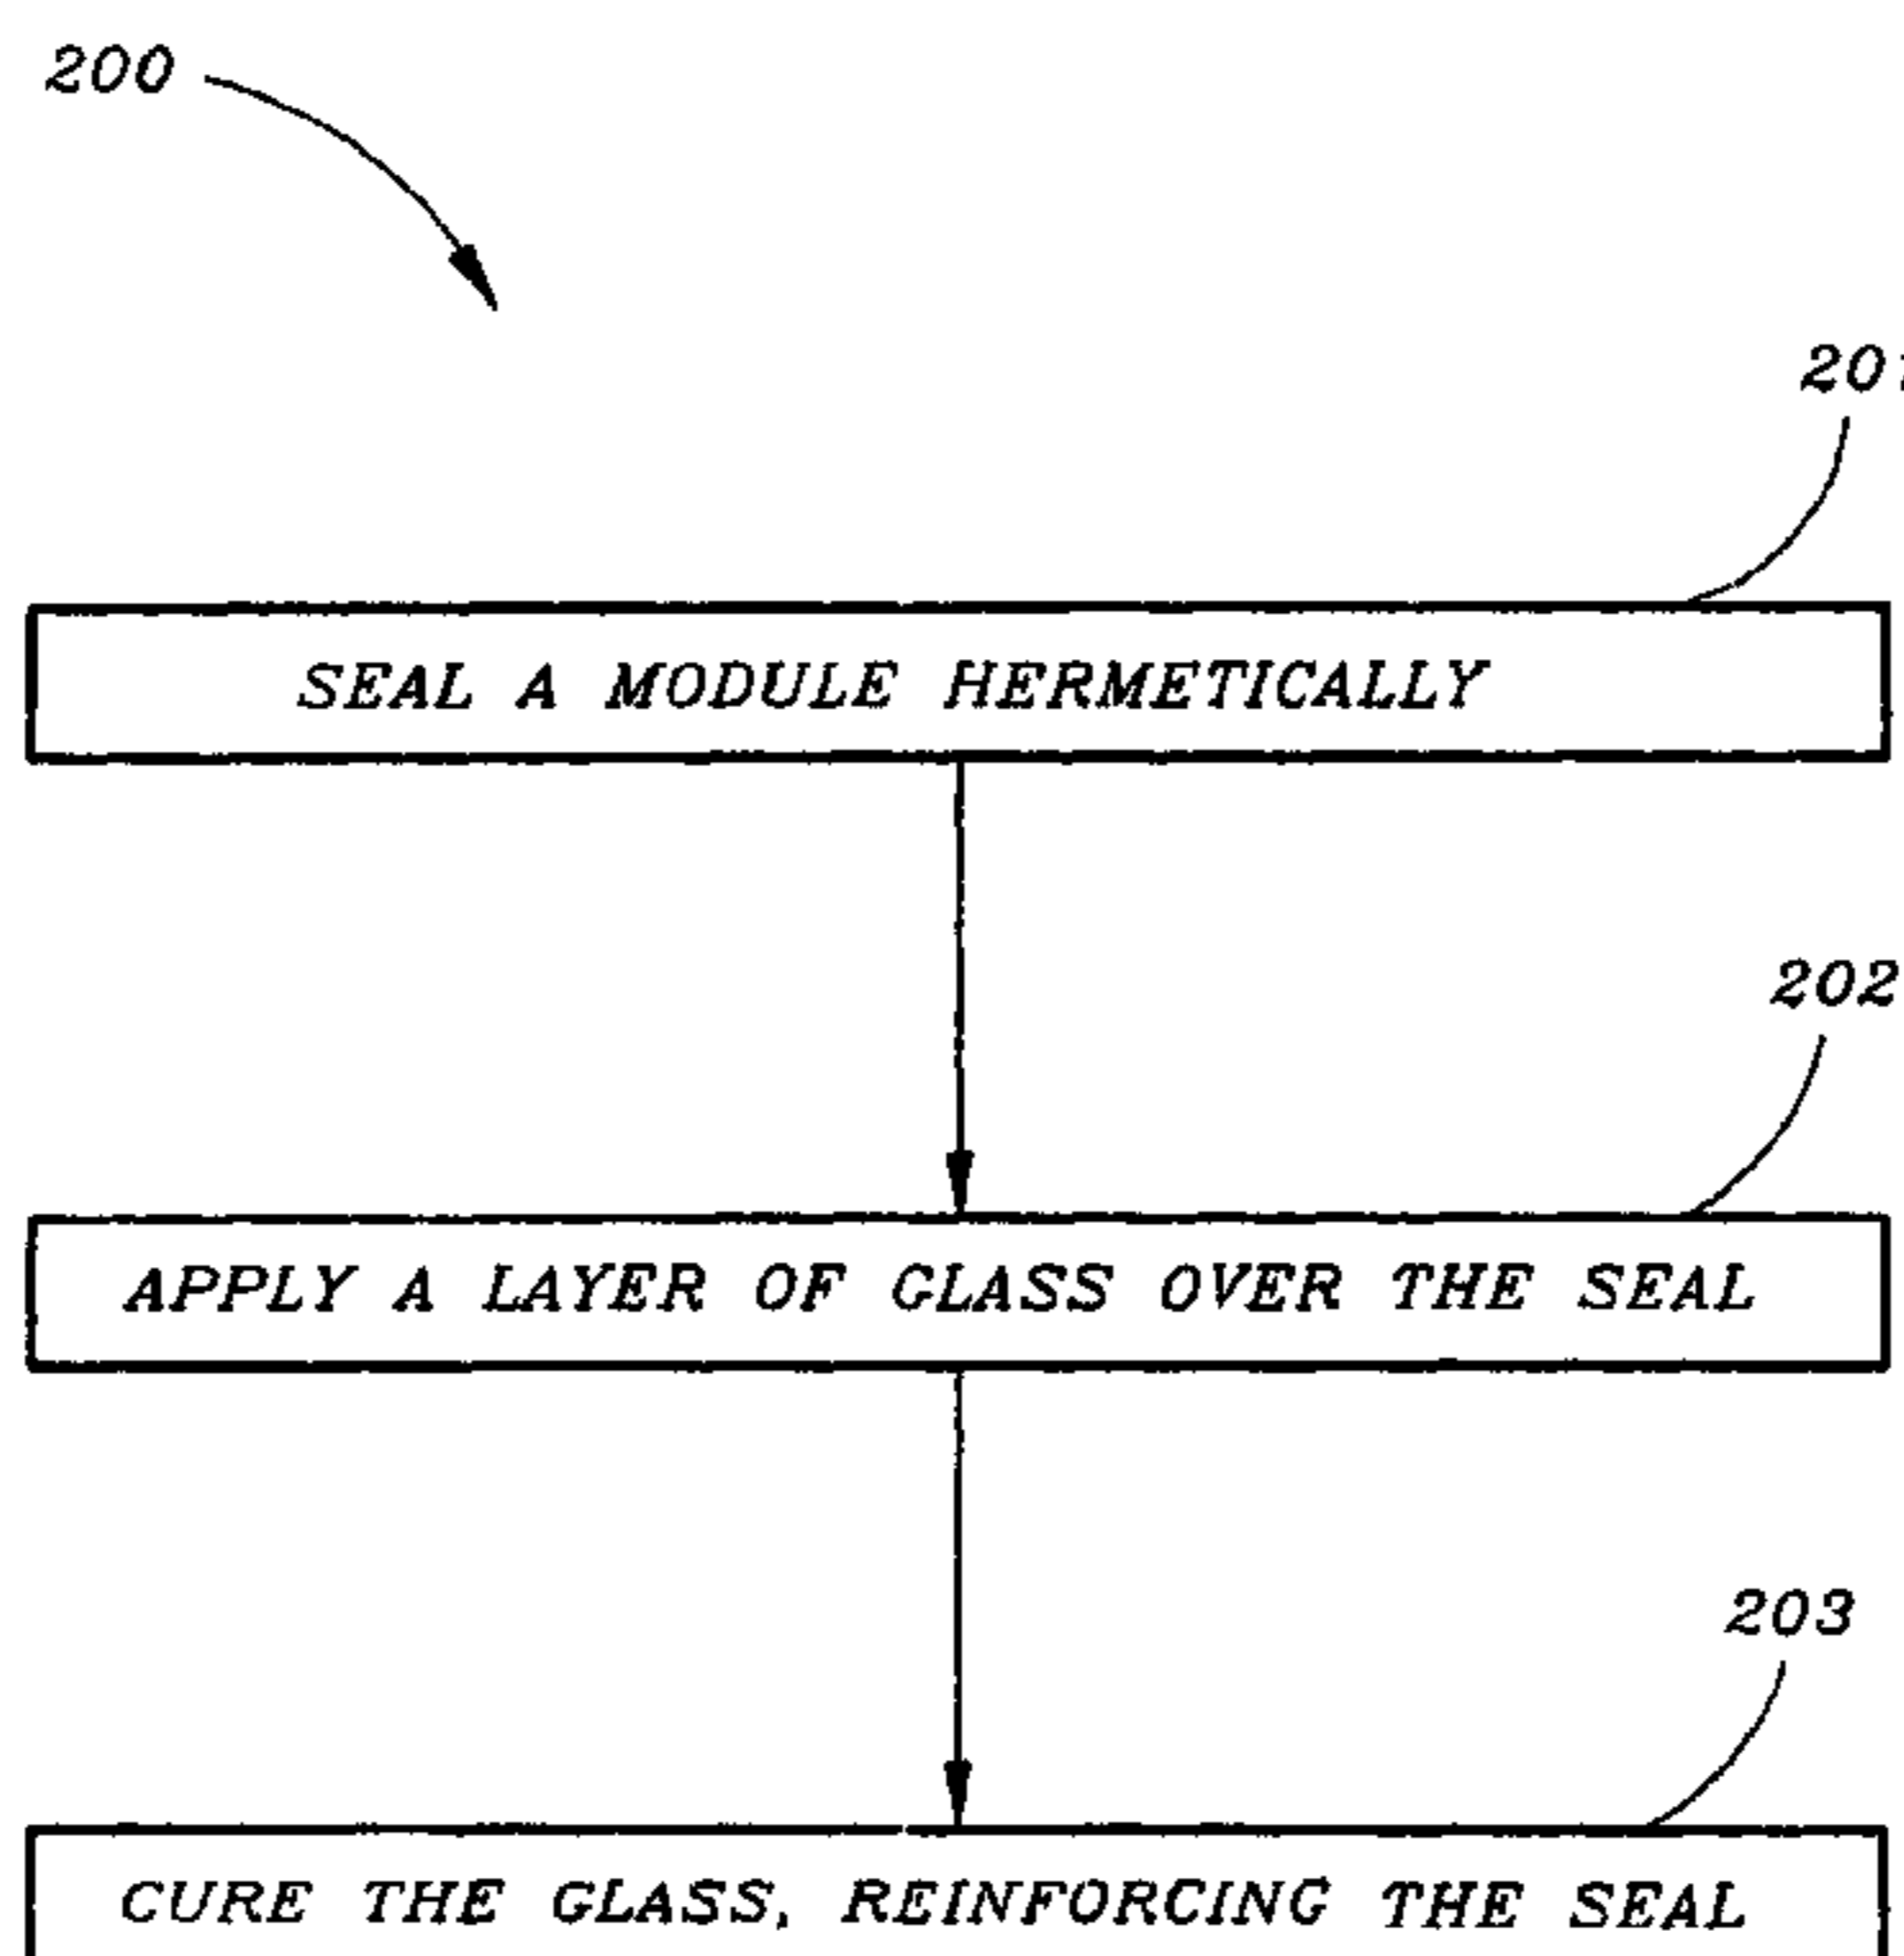 200
201
SEAL A MODULE HERMETICALLY
202
APPLY A LAYER OF GLASS OVER THE SEAL
203
CURE THE GLASS, REINFORCING THE SEAL